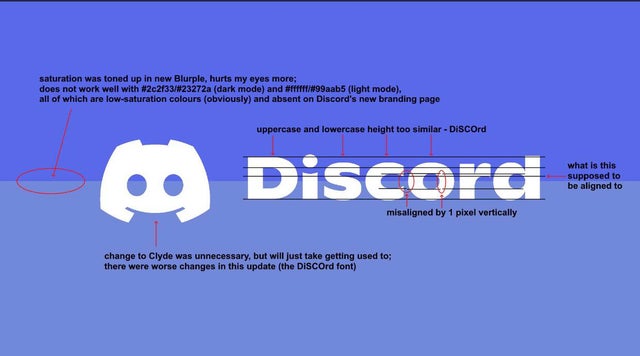 saturation was toned up in new Blurple, hurts my eyes more;
does not work well with #2c2f33/#23272a (dark mode) and #ffffff/#99aab5 (light mode),
all of which are low-saturation colours (obviously) and absent on Discord's new branding page
uppercase and lowercase height too similar - DiSCOrd
Discord
what is this
supposed to
be aligned to
misaligned by 1 pixel vertically
change to Clyde was unnecessary, but will just take getting used to;
there were worse changes in this update (the DiSCOrd font)